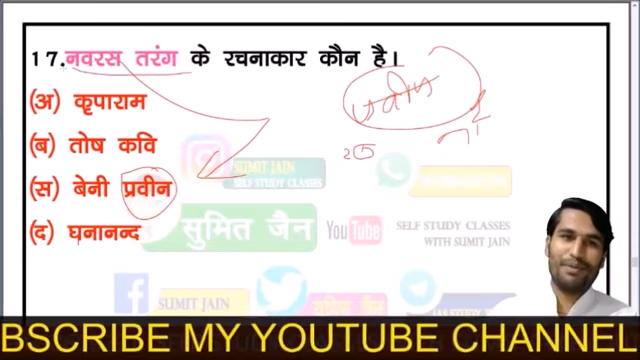 17. नवरस तरंग के रचनाकार कौन है।
(अ) कृपाराम
(ब) तोष कवि
(स) बेनी प्रवीन
(द) घनानन्द
प्रवीन
SUMIT JAIN
SELF STUDY CLASSES
सुमित जैन
YouTube
SELF STUDY CLASSES
WITH SUMIT JAIN
SUMIT JAIN
BSCRIBE MY YOUTUBE CHANNEL